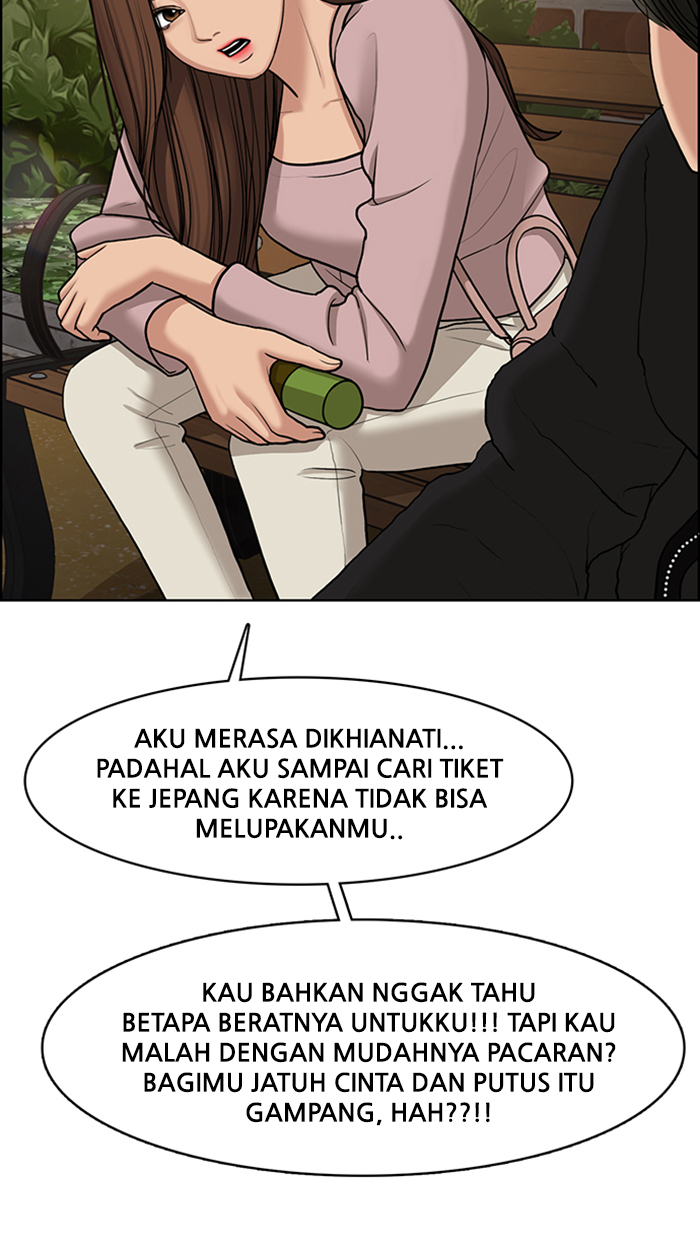 AKU MERASA DIKHIANATI...
PADAHAL AKU SAMPAI CARI TIKET
KE JEPANG KARENA TIDAK BISA
MELUPAKANMU..
KAU BAHKAN NGGAK TAHU
BETAPA BERATNYA UNTUKKU!!! TAPI KAU
MALAH DENGAN MUDAHNYA PACARAN?
BAGIMU JATUH CINTA DAN PUTUS ITU
GAMPANG, HAH??!!